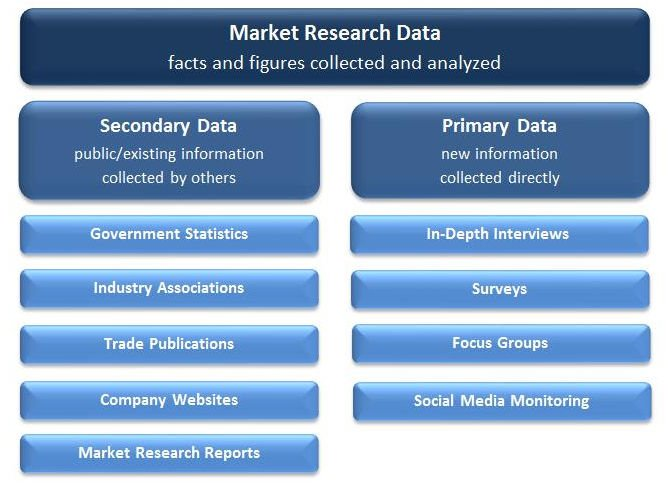 Market Research Data
facts and figures collected and analyzed
Secondary Data
public/existing information
collected by others
Government Statistics
Industry Associations
Trade Publications
Company Websites
Market Research Reports
Primary Data
new information
collected directly
In-Depth Interviews
Surveys
Focus Groups
Social Media Monitoring